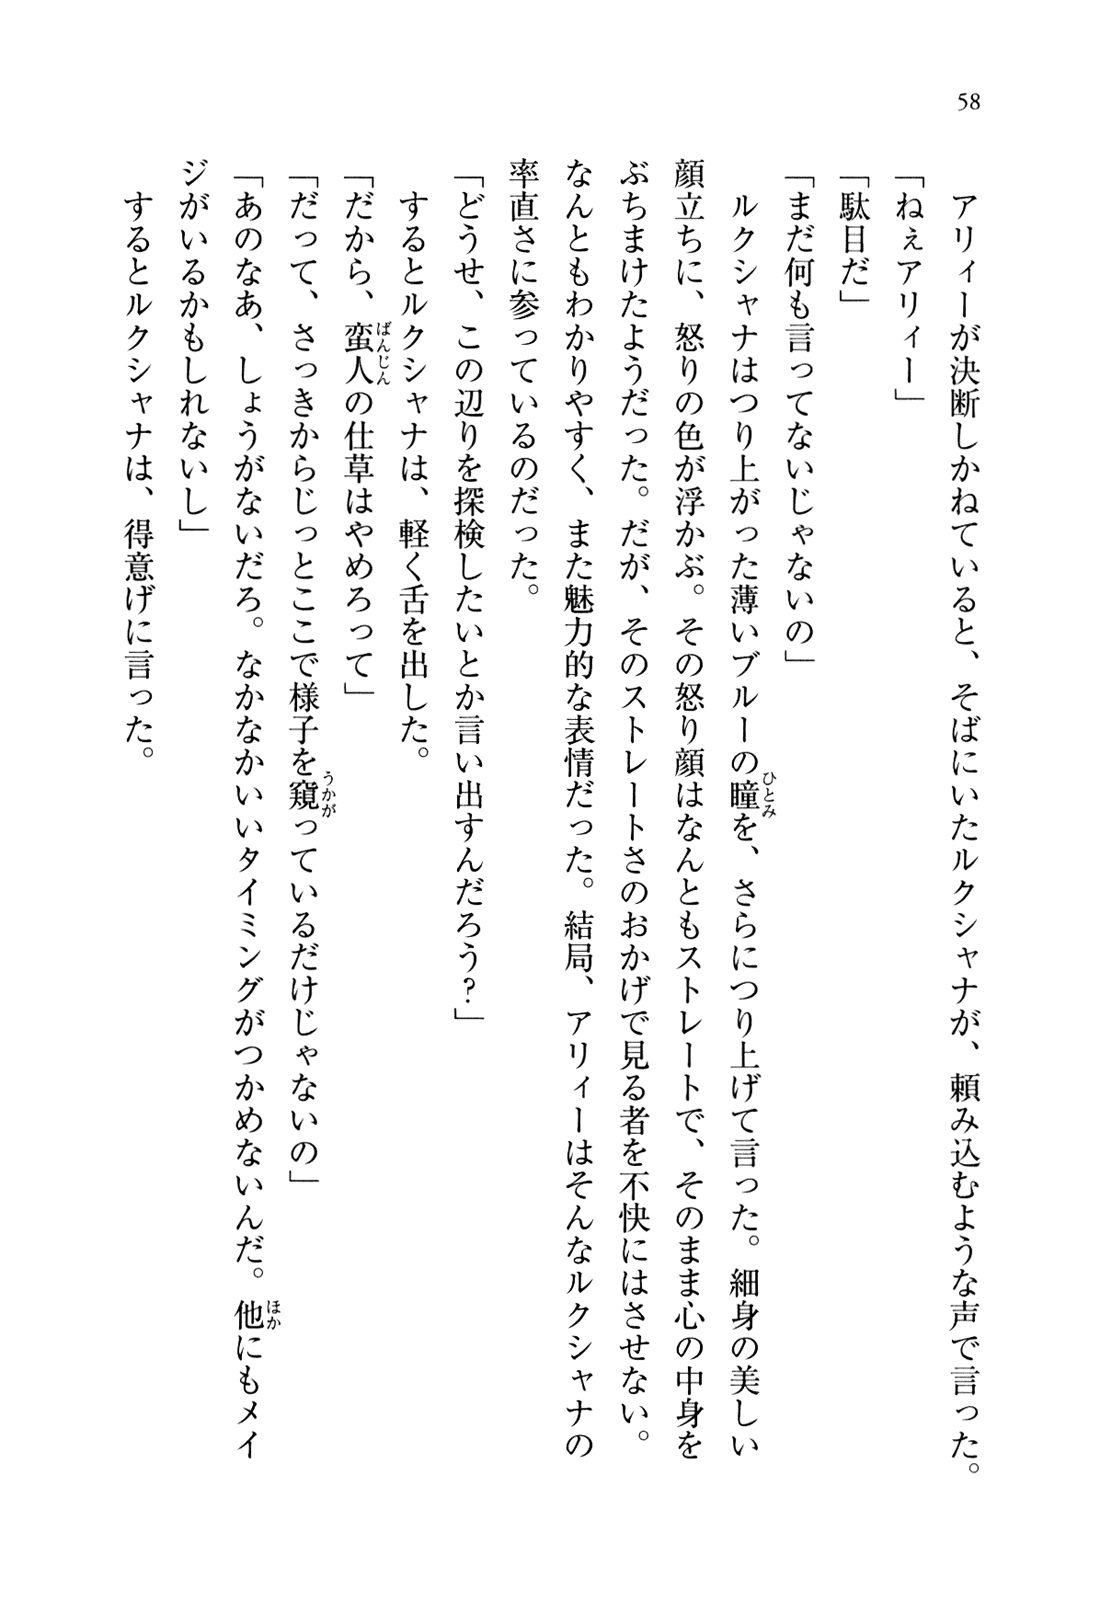 58
アリィーが決断しかねていると、そばにいたルクシャナが、頼み込むような声で言った。
「ねぇアリィー」
「駄目だ」
「まだ何も言ってないじゃないの」
ルクシャナはつり上がった薄いブルーの瞳を、さらにつり上げて言った。細身の美しい
顔立ちに、怒りの色が浮かぶ。その怒り顔はなんともストレートで、そのまま心の中身を
ぶちまけたようだった。だが、そのストレートさのおかげで見る者を不快にはさせない。
なんともわかりやすく、また魅力的な表情だった。結局、アリィーはそんなルクシャナの
率直さに参っているのだった。
「どうせ、この辺りを探検したいとか言い出すんだろう?」
するとルクシャナは、軽く舌を出した。
「だから、蛮人の仕草はやめろって」
「だって、さっきからじっとここで様子を窺っているだけじゃないの」
「あのなあ、しょうがないだろ。なかなかいいタイミングがつかめないんだ。他にもメイ
ジがいるかもしれないし」
するとルクシャナは、得意げに言った。